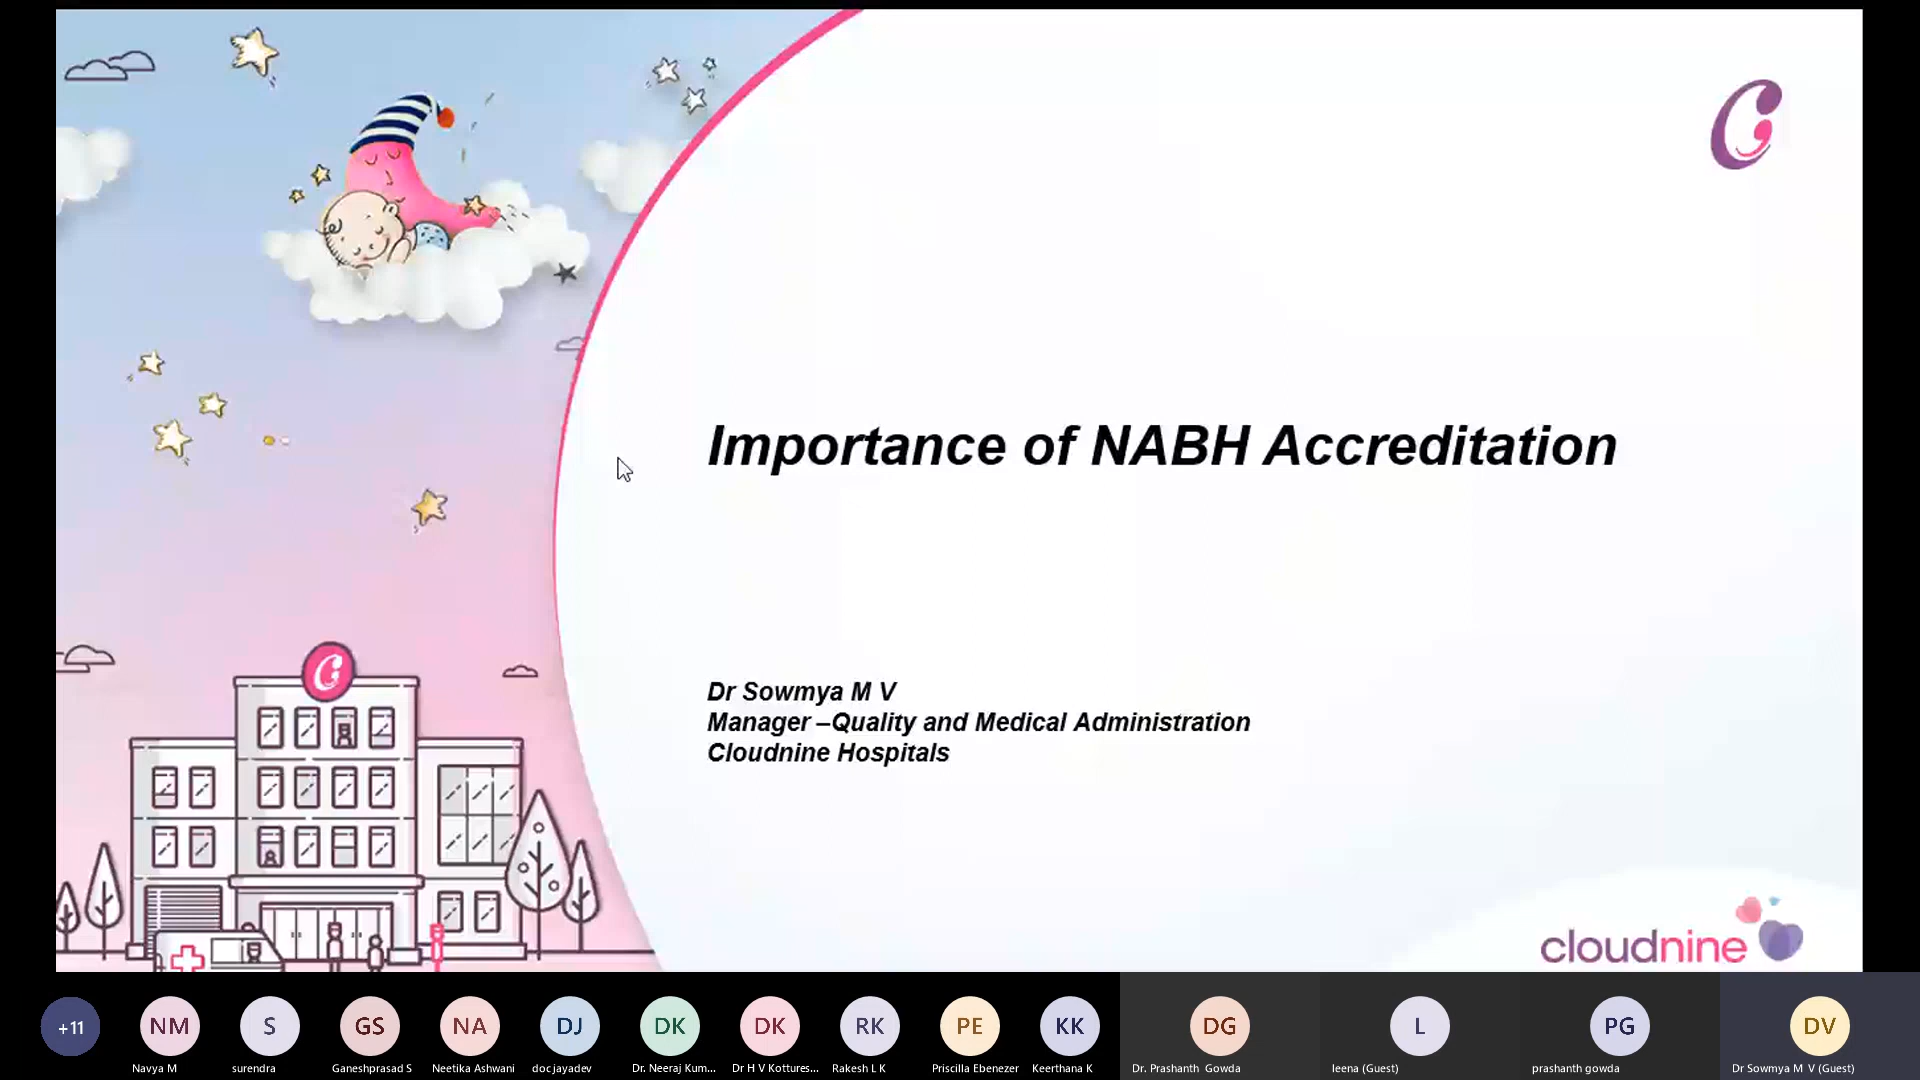 Importance of NABH Accreditation
Dr Sowmya M V
Manager –Quality and Medical Administration
Cloudnine Hospitals
cloudnine
+11
NM
S
GS
NA
DJ
DK
DK
RK
PE
KK
DG
L
PG
DV
Navya M
surendra
Ganeshprasad S
Neetika Ashwani
docjayadev
Dr. Neeraj Kum...
Dr H V Kottures...
Rakesh L K
Priscilla Ebenezer
Keerthana K
Dr. Prashanth Gowda
leena (Guest)
prashanth gowda
Dr Sowmya M V (Guest)